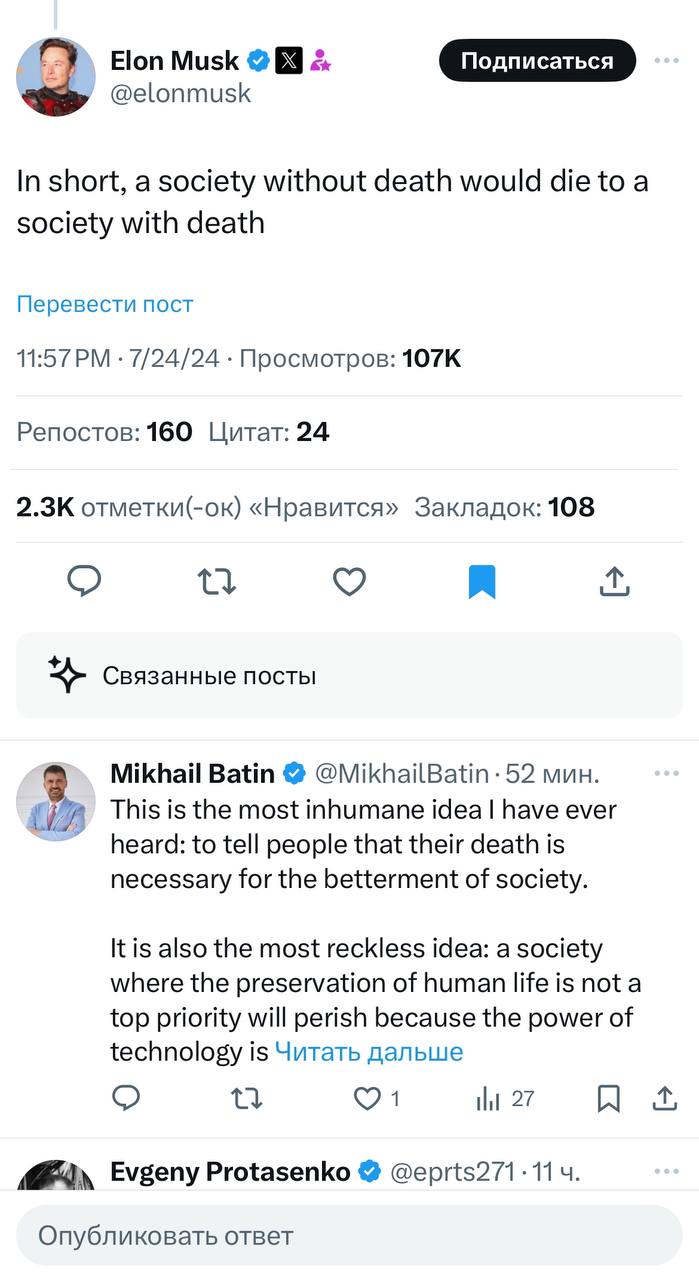 Elon Musk
Подписаться
@elonmusk
In short, a society without death would die to a
society with death
Перевести пост
11:57 PM · 7/24/24 · Просмотров: 107K
Репостов: 160 Цитат: 24
2.3K отметки(-ок) «Нравится» Закладок: 108
Связанные посты
Mikhail Batin @MikhailBatin · 52 мин.
This is the most inhumane idea I have ever
heard: to tell people that their death is
necessary for the betterment of society.
It is also the most reckless idea: a society
where the preservation of human life is not a
top priority will perish because the power of
technology is Читать дальше
1
27
Evgeny Protasenko @eprts271 · 11 ч.
Опубликовать ответ